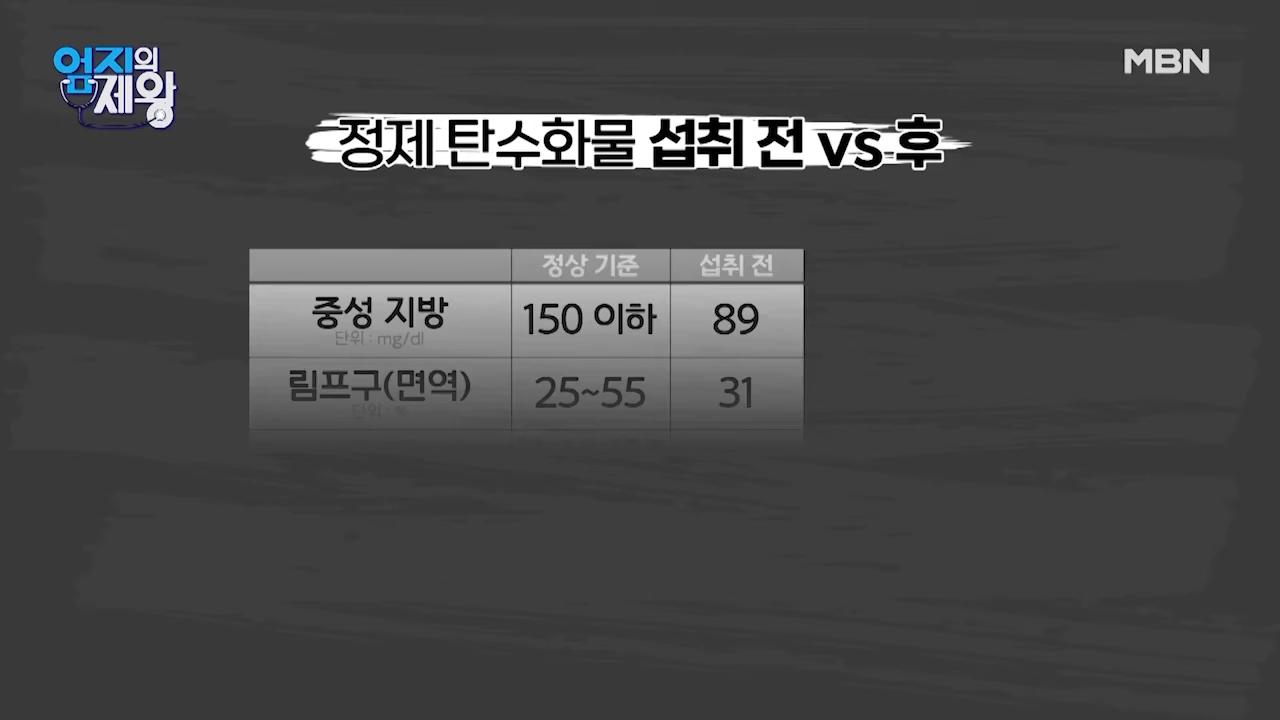 엄지의
제왕
MBN
정제 탄수화물 섭취 전 vs 후
정상 기준 섭취 전
중성 지방 150 이하 89
단위 : mg/dl
림프구(면역) 25~55 31
단위 : %